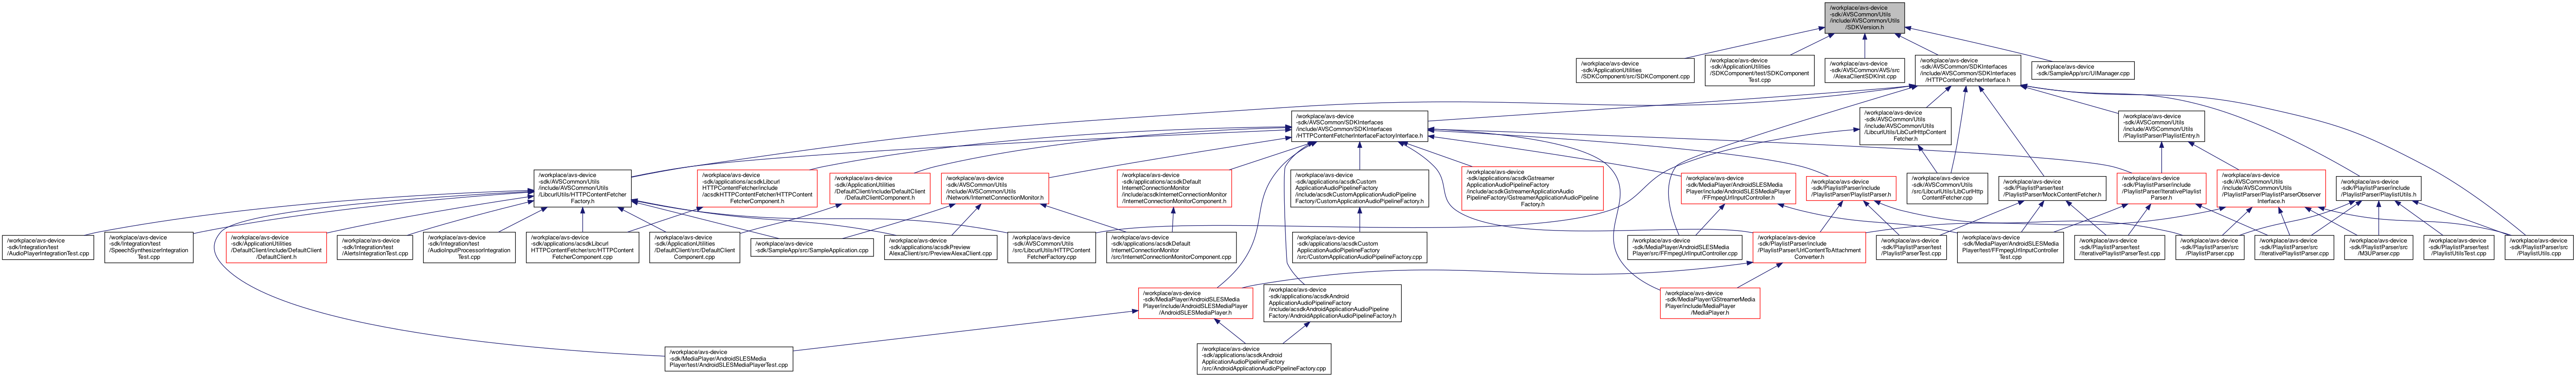 /workplace/avs-device
-sdk/AVSCommon/Utils
/include/AVSCommon/Utils
/SDKVersion.h
/workplace/avs-device
-sdk/ApplicationUtilities
/SDKComponent/src/SDKComponent.cpp
/workplace/avs-device
-sdk/ApplicationUtilities
/SDKComponent/test/SDKComponent
Test.cpp
/workplace/avs-device
-sdk/AVSCommon/AVS/src
/AlexaClientSDKInit.cpp
/workplace/avs-device
-sdk/AVSCommon/SDKInterfaces
/include/AVSCommon/SDKInterfaces
/HTTPContentFetcherInterface.h
/workplace/avs-device
-sdk/SampleApp/src/UIManager.cpp
/workplace/avs-device
-sdk/AVSCommon/SDKInterfaces
/include/AVSCommon/SDKInterfaces
/HTTPContentFetcherInterfaceFactoryInterface.h
/workplace/avs-device
-sdk/AVSCommon/Utils
/include/AVSCommon/Utils
/LibcurlUtils/LibCurlHttpContent
Fetcher.h
/workplace/avs-device
-sdk/AVSCommon/Utils
/include/AVSCommon/Utils
/PlaylistParser/PlaylistEntry.h
/workplace/avs-device
-sdk/AVSCommon/Utils
/include/AVSCommon/Utils
/LibcurlUtils/HTTPContentFetcher
Factory.h
/workplace/avs-device
-sdk/applications/acsdkLibcurl
HTTPContentFetcher/include
/acsdkHTTPContentFetcher/HTTPContent
FetcherComponent.h
/workplace/avs-device
-sdk/ApplicationUtilities
/DefaultClient/include/DefaultClient
/DefaultClientComponent.h
/workplace/avs-device
-sdk/AVSCommon/Utils
/include/AVSCommon/Utils
/Network/InternetConnectionMonitor.h
/workplace/avs-device
-sdk/applications/acsdkDefault
InternetConnectionMonitor
/include/acsdkInternetConnectionMonitor
/InternetConnectionMonitorComponent.h
/workplace/avs-device
-sdk/applications/acsdkCustom
ApplicationAudioPipelineFactory
/include/acsdkCustomApplicationAudioPipeline
Factory/CustomApplicationAudioPipelineFactory.h
/workplace/avs-device
-sdk/applications/acsdkGstreamer
ApplicationAudioPipelineFactory
/include/acsdkGstreamerApplicationAudio
PipelineFactory/GstreamerApplicationAudioPipeline
Factory.h
/workplace/avs-device
-sdk/MediaPlayer/AndroidSLESMedia
Player/include/AndroidSLESMediaPlayer
/FFmpegUrlInputController.h
/workplace/avs-device
-sdk/PlaylistParser/include
/PlaylistParser/PlaylistParser.h
/workplace/avs-device
-sdk/AVSCommon/Utils
/src/LibcurlUtils/LibCurlHttp
ContentFetcher.cpp
/workplace/avs-device
-sdk/PlaylistParser/test
/PlaylistParser/MockContentFetcher.h
/workplace/avs-device
-sdk/PlaylistParser/include
/PlaylistParser/IterativePlaylist
Parser.h
/workplace/avs-device
-sdk/AVSCommon/Utils
/include/AVSCommon/Utils
/PlaylistParser/PlaylistParserObserver
Interface.h
/workplace/avs-device
-sdk/PlaylistParser/include
/PlaylistParser/PlaylistUtils.h
/workplace/avs-device
-sdk/Integration/test
/AudioPlayerIntegrationTest.cpp
/workplace/avs-device
-sdk/Integration/test
/SpeechSynthesizerIntegration
Test.cpp
/workplace/avs-device
-sdk/ApplicationUtilities
/DefaultClient/include/DefaultClient
/DefaultClient.h
/workplace/avs-device
-sdk/Integration/test
/AlertsIntegrationTest.cpp
/workplace/avs-device
-sdk/Integration/test
/AudioInputProcessorIntegration
Test.cpp
/workplace/avs-device
-sdk/applications/acsdkLibcurl
HTTPContentFetcher/src/HTTPContent
FetcherComponent.cpp
/workplace/avs-device
-sdk/ApplicationUtilities
/DefaultClient/src/DefaultClient
Component.cpp
/workplace/avs-device
-sdk/SampleApp/src/SampleApplication.cpp
/workplace/avs-device
-sdk/applications/acsdkPreview
AlexaClient/src/PreviewAlexaClient.cpp
/workplace/avs-device
-sdk/AVSCommon/Utils
/src/LibcurlUtils/HTTPContent
FetcherFactory.cpp
/workplace/avs-device
-sdk/applications/acsdkDefault
InternetConnectionMonitor
/src/InternetConnectionMonitorComponent.cpp
/workplace/avs-device
-sdk/applications/acsdkCustom
ApplicationAudioPipelineFactory
/src/CustomApplicationAudioPipelineFactory.cpp
/workplace/avs-device
-sdk/MediaPlayer/AndroidSLESMedia
Player/src/FFmpegUrlInputController.cpp
/workplace/avs-device
-sdk/PlaylistParser/include
/PlaylistParser/UrlContentToAttachment
Converter.h
/workplace/avs-device
-sdk/PlaylistParser/test
/PlaylistParserTest.cpp
/workplace/avs-device
-sdk/MediaPlayer/AndroidSLESMedia
Player/test/FFmpegUrlInputController
Test.cpp
/workplace/avs-device
-sdk/PlaylistParser/test
/IterativePlaylistParserTest.cpp
/workplace/avs-device
-sdk/PlaylistParser/src
/PlaylistParser.cpp
/workplace/avs-device
-sdk/PlaylistParser/src
/IterativePlaylistParser.cpp
/workplace/avs-device
-sdk/PlaylistParser/src
/M3UParser.cpp
/workplace/avs-device
-sdk/PlaylistParser/test
/PlaylistUtilsTest.cpp
/workplace/avs-device
-sdk/PlaylistParser/src
/PlaylistUtils.cpp
/workplace/avs-device
-sdk/MediaPlayer/AndroidSLESMedia
Player/include/AndroidSLESMediaPlayer
/AndroidSLESMediaPlayer.h
/workplace/avs-device
-sdk/applications/acsdkAndroid
ApplicationAudioPipelineFactory
/include/acsdkAndroidApplicationAudioPipeline
Factory/AndroidApplicationAudioPipelineFactory.h
/workplace/avs-device
-sdk/MediaPlayer/GStreamerMedia
Player/include/MediaPlayer
/MediaPlayer.h
/workplace/avs-device
-sdk/MediaPlayer/AndroidSLESMedia
Player/test/AndroidSLESMediaPlayerTest.cpp
/workplace/avs-device
-sdk/applications/acsdkAndroid
ApplicationAudioPipelineFactory
/src/AndroidApplicationAudioPipelineFactory.cpp